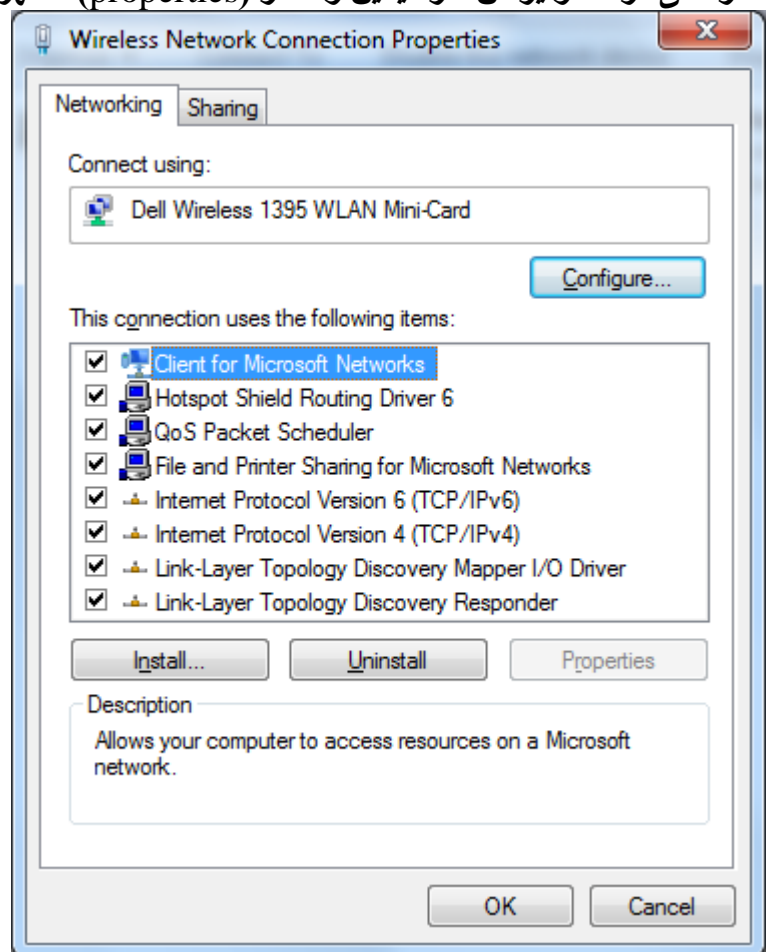 (properties)
Wireless Network Connection Properties
Networking
Sharing
Connect using:
Dell Wireless 1395 WLAN Mini-Card
Configure...
This connection uses the following items:
Client for Microsoft Networks
Hotspot Shield Routing Driver 6
QoS Packet Scheduler
File and Printer Sharing for Microsoft Networks
Internet Protocol Version 6 (TCP/IPv6)
Internet Protocol Version 4 (TCP/IPv4)
Link-Layer Topology Discovery Mapper I/O Driver
Link-Layer Topology Discovery Responder
Install...
Uninstall
Properties
Description
Allows your computer to access resources on a Microsoft
network.
OK
Cancel